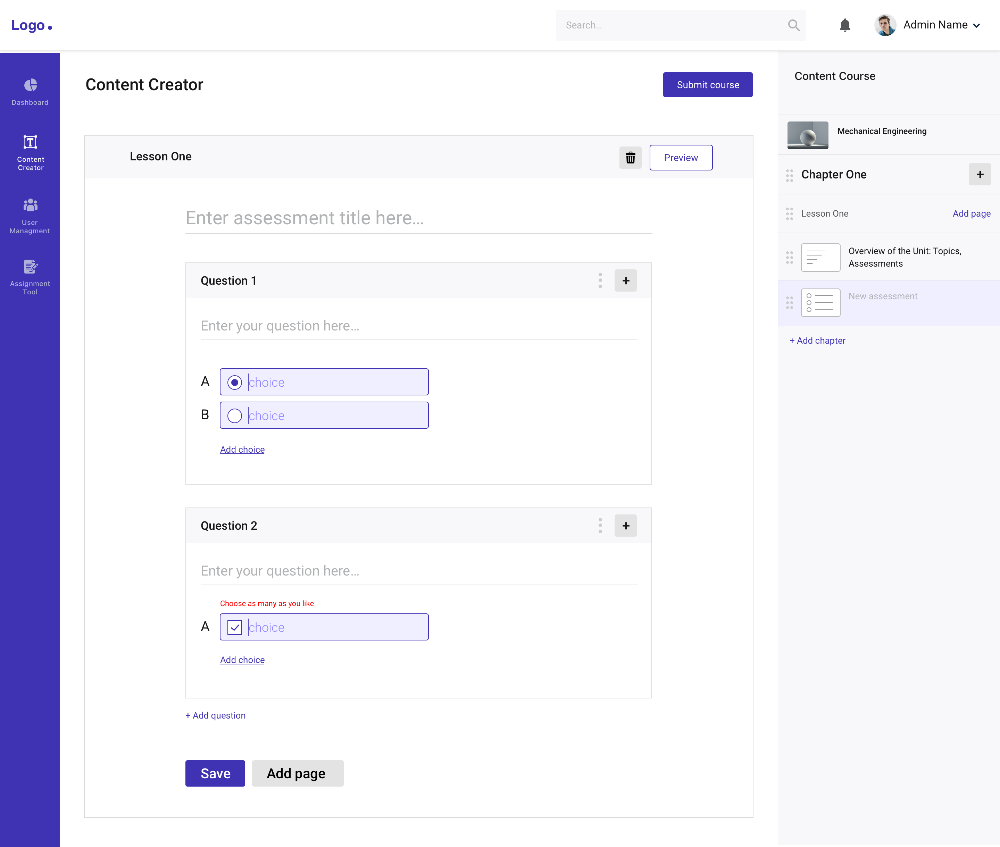 Logo
Search...
Admin Name
Dashboard
Content
Creator
User
Managment
Assignment
Tool
Content Creator
Submit course
Lesson One
Preview
Enter assessment title here...
Question 1
+
Enter your question here...
A
choice
B
choice
Add choice
Question 2
+
Enter your question here...
Choose as many as you like
A
choice
Add choice
+ Add question
Save
Add page
Content Course
Mechanical Engineering
Chapter One
+
Lesson One
Add page
Overview of the Unit: Topics,
Assessments
New assessment
+ Add chapter